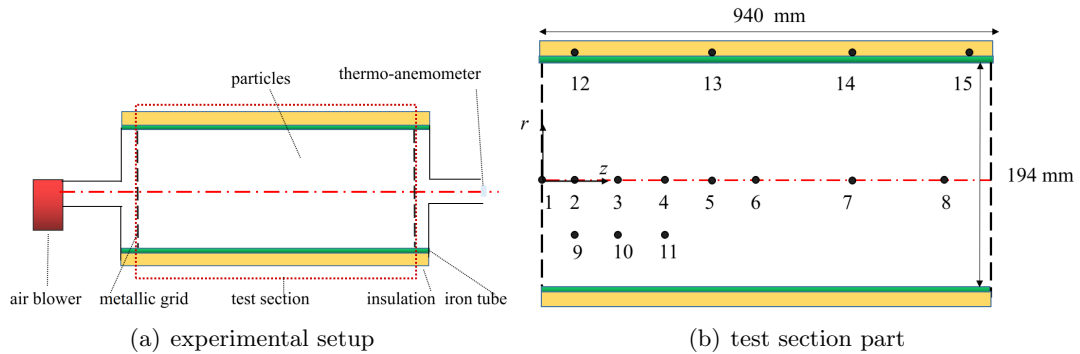 particles
thermo-anemometer
air blower
metallic grid
test section
insulation
iron tube
(a) experimental setup
940 mm
12
13
14
15
r
z
194 mm
1
2
3
4
5
6
7
8
9
10
11
(b) test section part